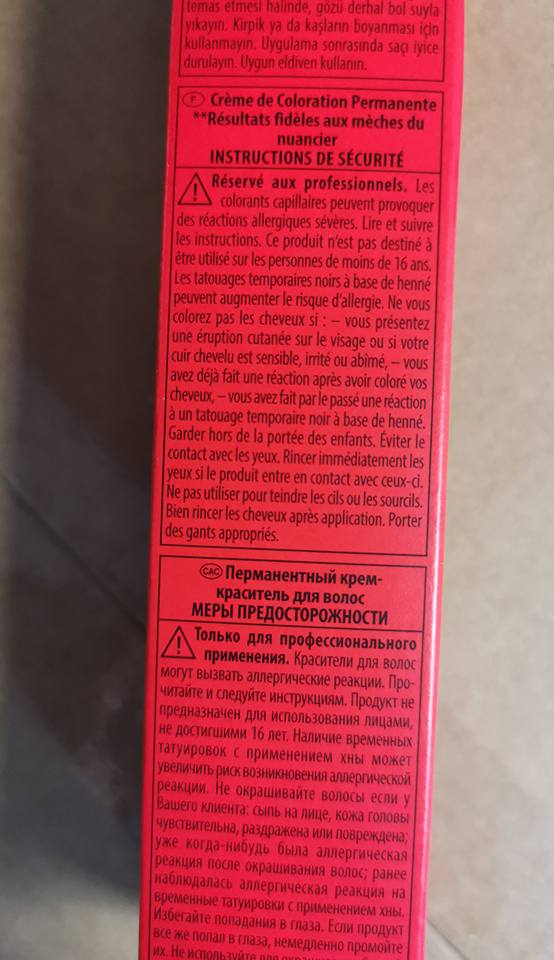 temas etmesi halinde, gözü derhal bol suyla
yıkayın. Kirpik ya da kaşların boyanması için
kullanmayın. Uygulama sonrasında saçı iyice
durulayın. Uygun eldiven kullanın.
F Crème de Coloration Permanente
**Résultats fidèles aux mèches du
nuancier
INSTRUCTIONS DE SÉCURITÉ
Réservé aux professionnels. Les
colorants capillaires peuvent provoquer
des réactions allergiques sévères. Lire et suivre
les instructions. Ce produit n'est pas destiné à
être utilisé sur les personnes de moins de 16 ans.
Les tatouages temporaires noirs à base de henné
peuvent augmenter le risque d'allergie. Ne vous
colorez pas les cheveux si : – vous présentez
une éruption cutanée sur le visage ou si votre
cuir chevelu est sensible, irrité ou abîmé, – vous
avez déjà fait une réaction après avoir coloré vos
cheveux, – vous avez fait par le passé une réaction
à un tatouage temporaire noir à base de henné.
Garder hors de la portée des enfants. Éviter le
contact avec les yeux. Rincer immédiatement les
yeux si le produit entre en contact avec ceux-ci.
Ne pas utiliser pour teindre les cils ou les sourcils.
Bien rincer les cheveux après application. Porter
des gants appropriés.
CAC Перманентный крем-
краситель для волос
МЕРЫ ПРЕДОСТОРОЖНОСТИ
Только для профессионального
применения. Красители для волос
могут вызвать аллергические реакции. Про-
читайте и следуйте инструкциям. Продукт не
предназначен для использования лицами,
не достигшими 16 лет. Наличие временных
татуировок с применением хны может
увеличить риск возникновения аллергической
реакции. Не окрашивайте волосы если у
Вашего клиента: сыпь на лице, кожа головы
чувствительна, раздражена или повреждена;
уже когда-нибудь была аллергическая
реакция после окрашивания волос; ранее
наблюдалась аллергическая реакция на
временные татуировки с применением хны.
Избегайте попадания в глаза. Если продукт
все же попал в глаза, немедленно промойте
их. Не используйте для